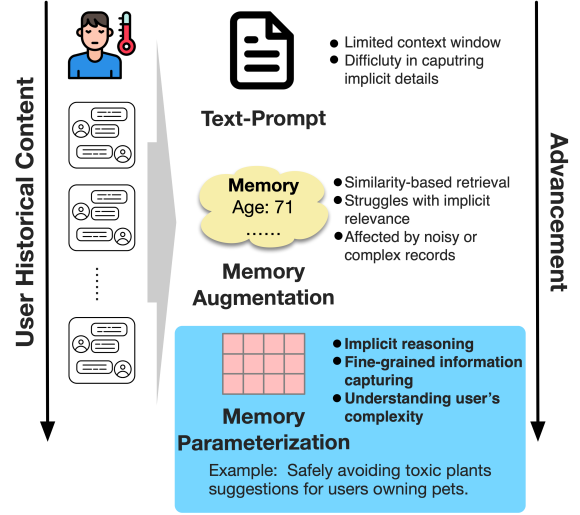 User Historical Content
● Limited context window
● Difficluty in caputring
implicit details
Text-Prompt
Memory
Age: 71
......
● Similarity-based retrieval
● Struggles with implicit
relevance
● Affected by noisy or
complex records
Memory
Augmentation
......
● Implicit reasoning
● Fine-grained information
capturing
● Understanding user's
complexity
Memory
Parameterization
Example: Safely avoiding toxic plants
suggestions for users owning pets.
Advancement